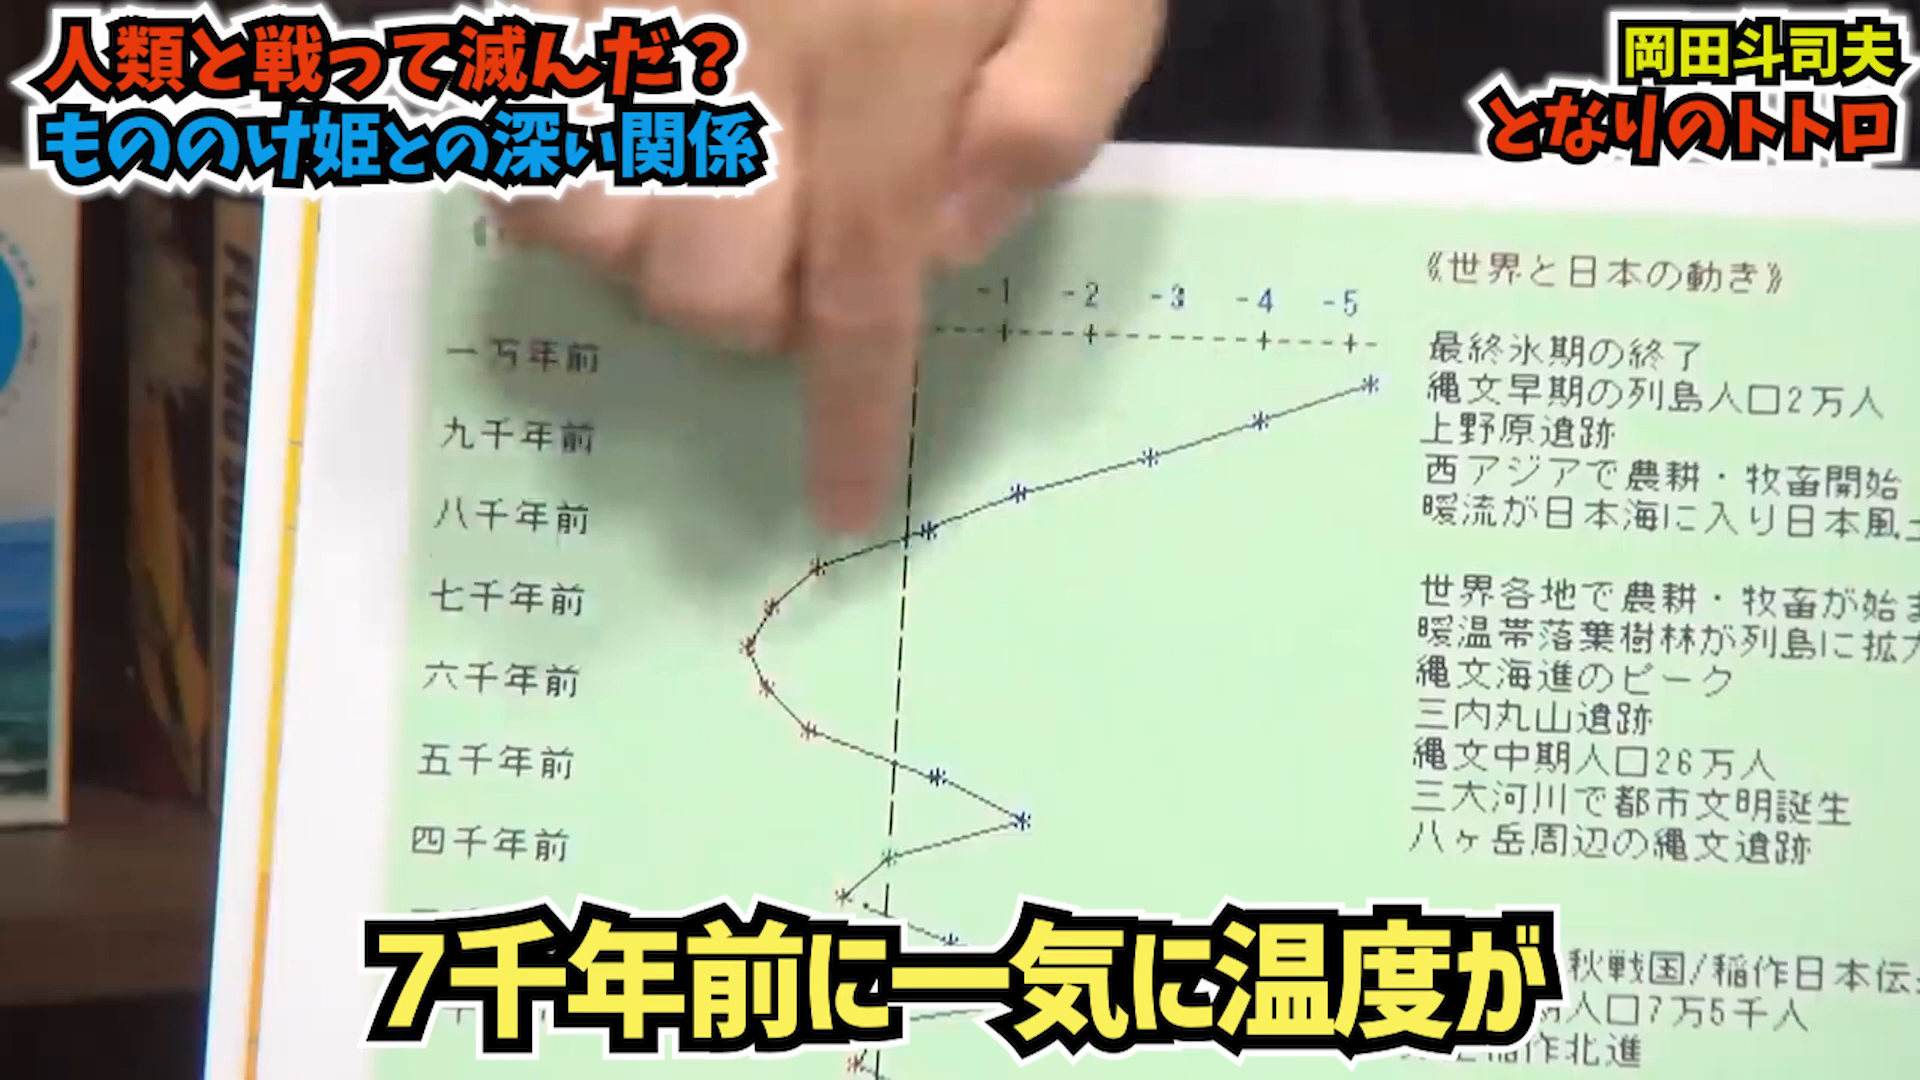 人類と戦って滅んだ？
もののけ姫との深い関係
岡田斗司夫
となりのトトロ
FLYING SU
-1 -2 -3 -4 -5
一万年前
九千年前
八千年前
七千年前
六千年前
五千年前
四千年前
《世界と日本の動き》
最終氷期の終了
縄文早期の列島人口2万人
上野原遺跡
西アジアで農耕・牧畜開始
暖流が日本海に入り日本風
世界各地で農耕・牧畜が始
暖温帯落葉樹林が列島に拡
縄文海進のピーク
三内丸山遺跡
縄文中期人口26万人
三大河川で都市文明誕生
八ヶ岳周辺の縄文遺跡
秋戦国/稲作日本伝
人口7万5千人
稲作北進
7千年前に一気に温度が